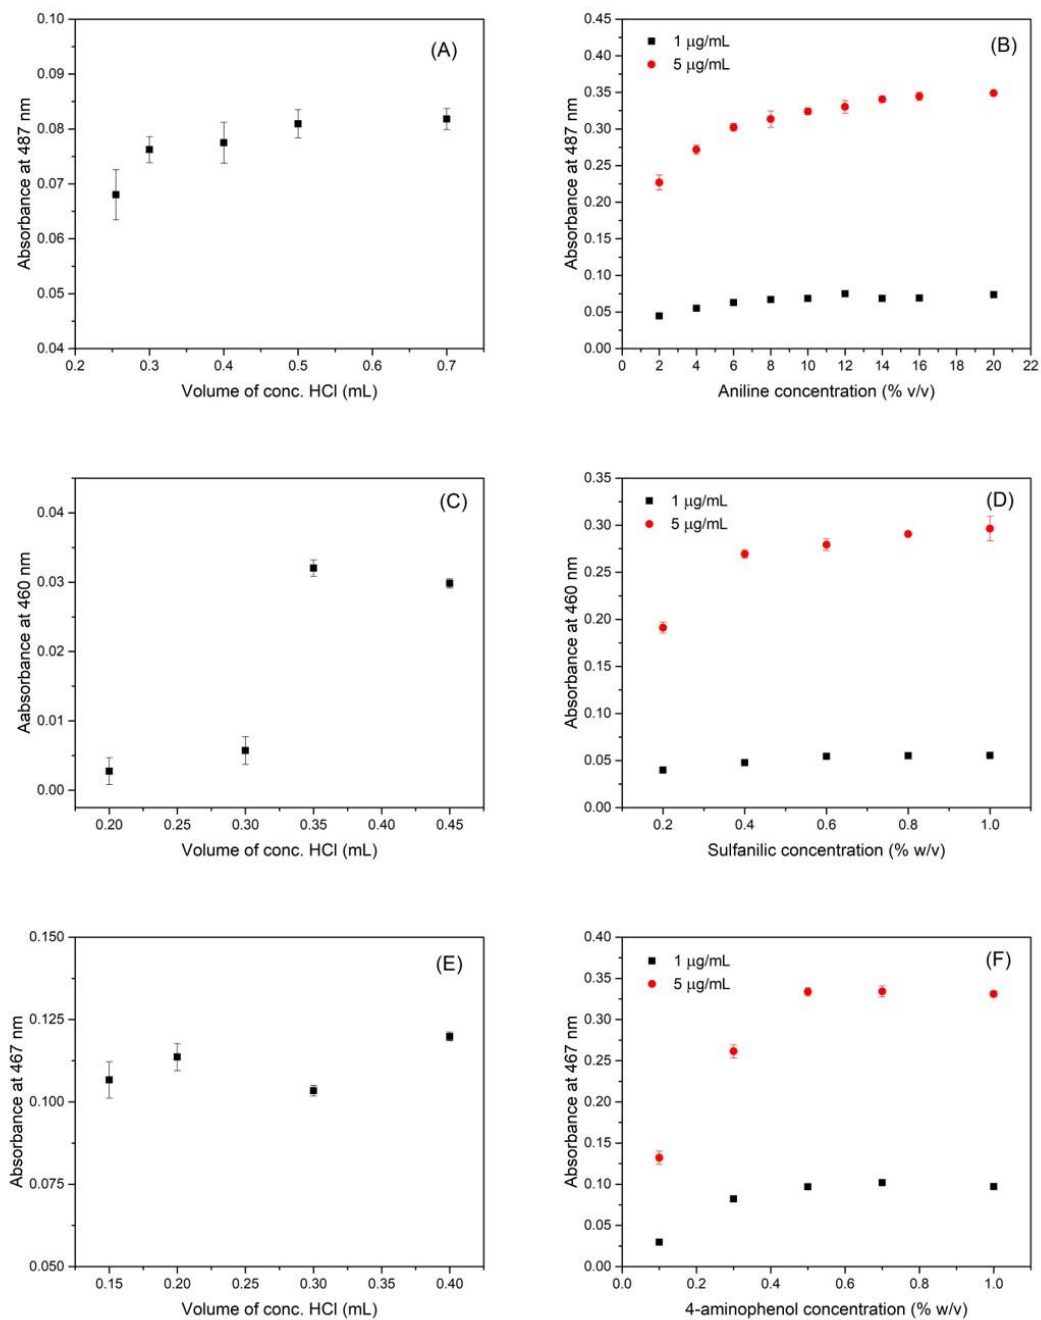 (A)
Absorbance at 487 nm
0.10
0.09
0.08
0.07
0.06
0.05
0.04
0.2 0.3 0.4 0.5 0.6 0.7
Volume of conc. HCl (mL)
(B)
1 μg/mL
5 μg/mL
Absorbance at 487 nm
0.45
0.40
0.35
0.30
0.25
0.20
0.15
0.10
0.05
0.00
0 2 4 6 8 10 12 14 16 18 20 22
Aniline concentration (% v/v)
(C)
Aabsorbance at 460 nm
0.04
0.03
0.02
0.01
0.00
0.20 0.25 0.30 0.35 0.40 0.45
Volume of conc. HCl (mL)
(D)
1 μg/mL
5 μg/mL
Absorbance at 460 nm
0.35
0.30
0.25
0.20
0.15
0.10
0.05
0.00
0.2 0.4 0.6 0.8 1.0
Sulfanilic concentration (% w/v)
(E)
Absorbance at 467 nm
0.150
0.125
0.100
0.075
0.050
0.15 0.20 0.30 0.40
Volume of conc. HCl (mL)
(F)
1 μg/mL
5 μg/mL
Absorbance at 467 nm
0.40
0.35
0.30
0.25
0.20
0.15
0.10
0.05
0.00
0.0 0.2 0.4 0.6 0.8 1.0
4-aminophenol concentration (% w/v)